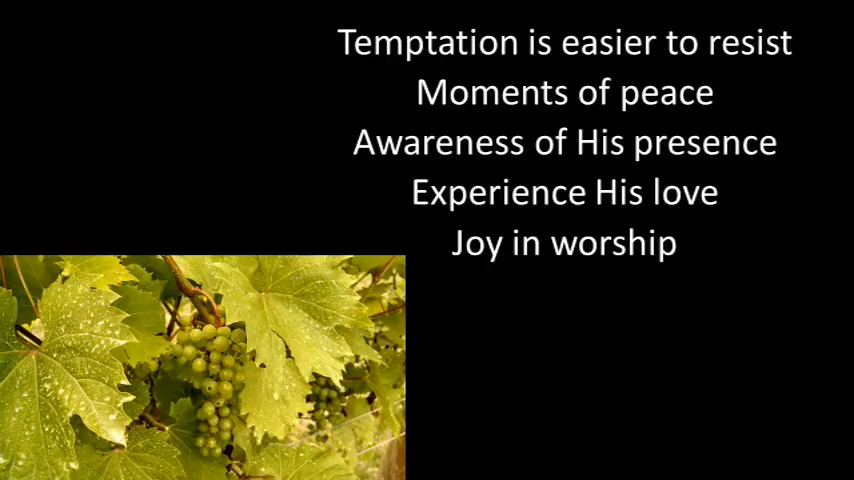 Temptation is easier to resist
Moments of peace
Awareness of His presence
Experience His love
Joy in worship